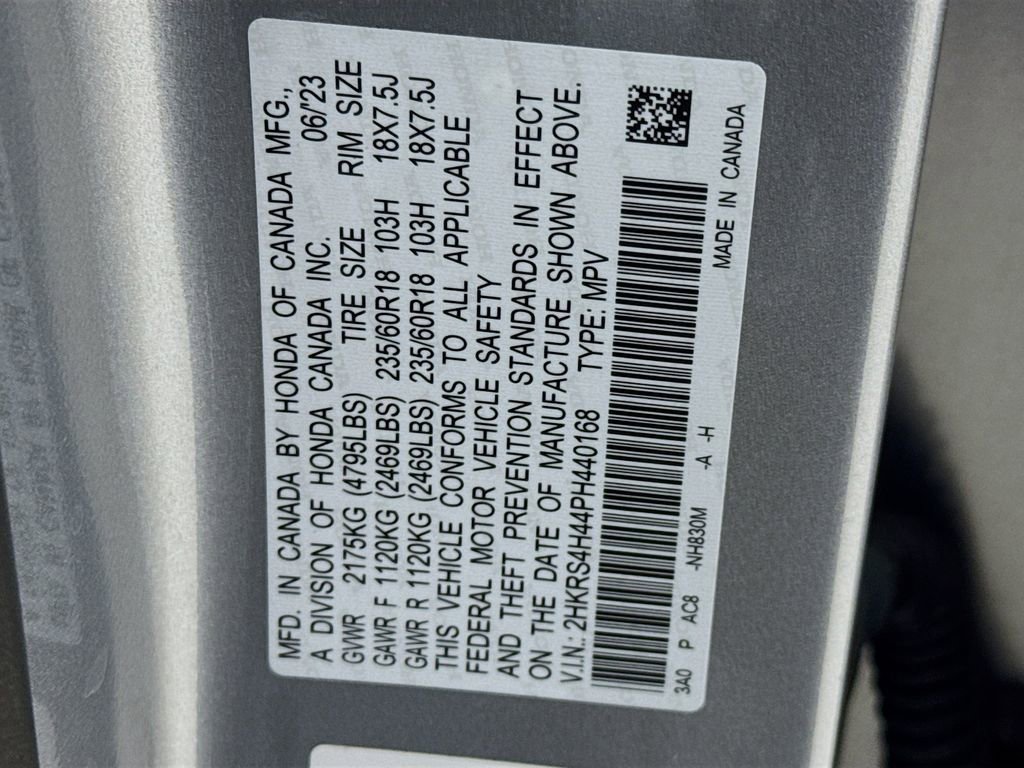 MFD. IN CANADA BY HONDA OF CANADA MFG.,
A DIVISION OF HONDA CANADA INC. 06/'23
GVWR 2175KG (4795LBS) TIRE SIZE RIM SIZE
GAWR F 1120KG (2469LBS) 235/60R18 103H 18X7.5J
GAWR R 1120KG (2469LBS) 235/60R18 103H 18X7.5J
THIS VEHICLE CONFORMS TO ALL APPLICABLE
FEDERAL MOTOR VEHICLE SAFETY
AND THEFT PREVENTION STANDARDS IN EFFECT
ON THE DATE OF MANUFACTURE SHOWN ABOVE.
V.I.N.: 2HKRS4H44PH440168 TYPE: MPV
3A0 P AC8 -NH830M -A -H MADE IN CANADA